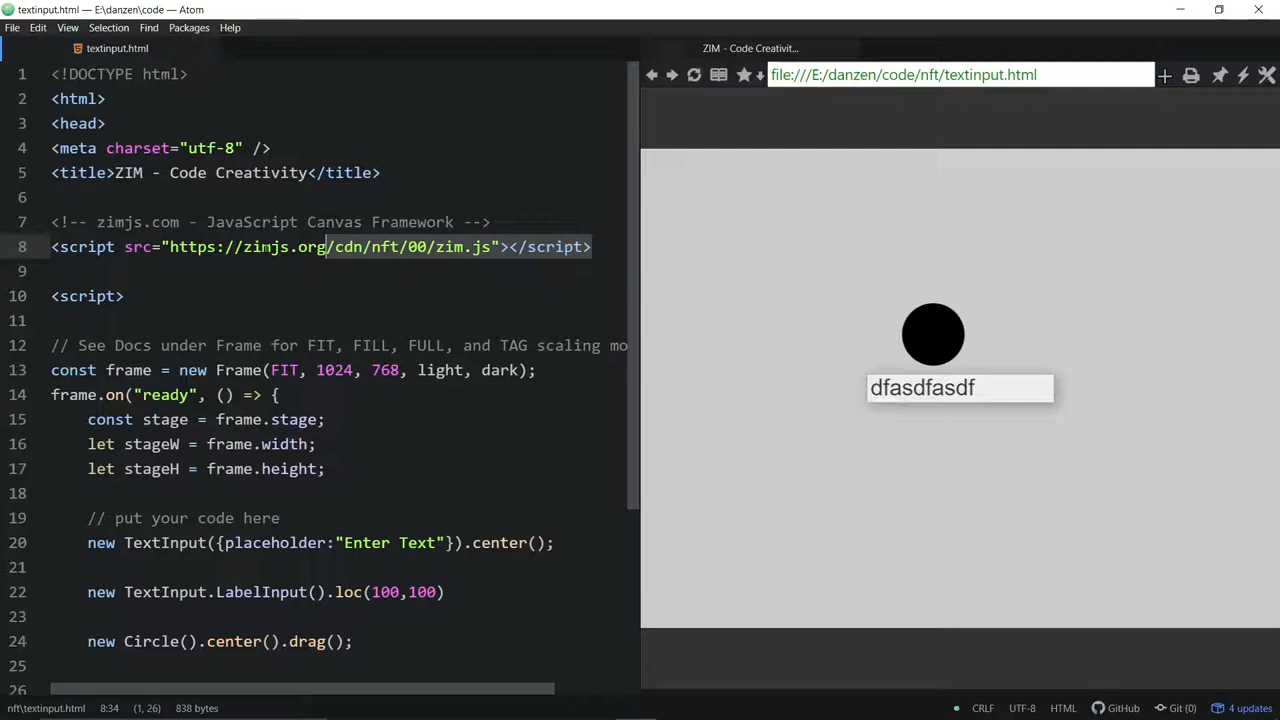 textinput.html — E:\danzen\code — Atom
File Edit View Selection Find Packages Help
textinput.html
1 <!DOCTYPE html>
2 <html>
3 <head>
4 <meta charset="utf-8" />
5 <title>ZIM - Code Creativity</title>
6
7 <!-- zimjs.com - JavaScript Canvas Framework -->
8 <script src="https://zimjs.org/cdn/nft/00/zim.js"></script>
9
10 <script>
11
12 // See Docs under Frame for FIT, FILL, FULL, and TAG scaling mo
13 const frame = new Frame(FIT, 1024, 768, light, dark);
14 frame.on("ready", () => {
15 const stage = frame.stage;
16 let stageW = frame.width;
17 let stageH = frame.height;
18
19 // put your code here
20 new TextInput({placeholder:"Enter Text"}).center();
21
22 new TextInput.LabelInput().loc(100,100)
23
24 new Circle().center().drag();
25
26
ZIM - Code Creativit...
file:///E:/danzen/code/nft/textinput.html
dfasdfasdf
nft\textinput.html 8:34 (1, 26) 838 bytes CRLF UTF-8 HTML GitHub Git (0) 4 updates